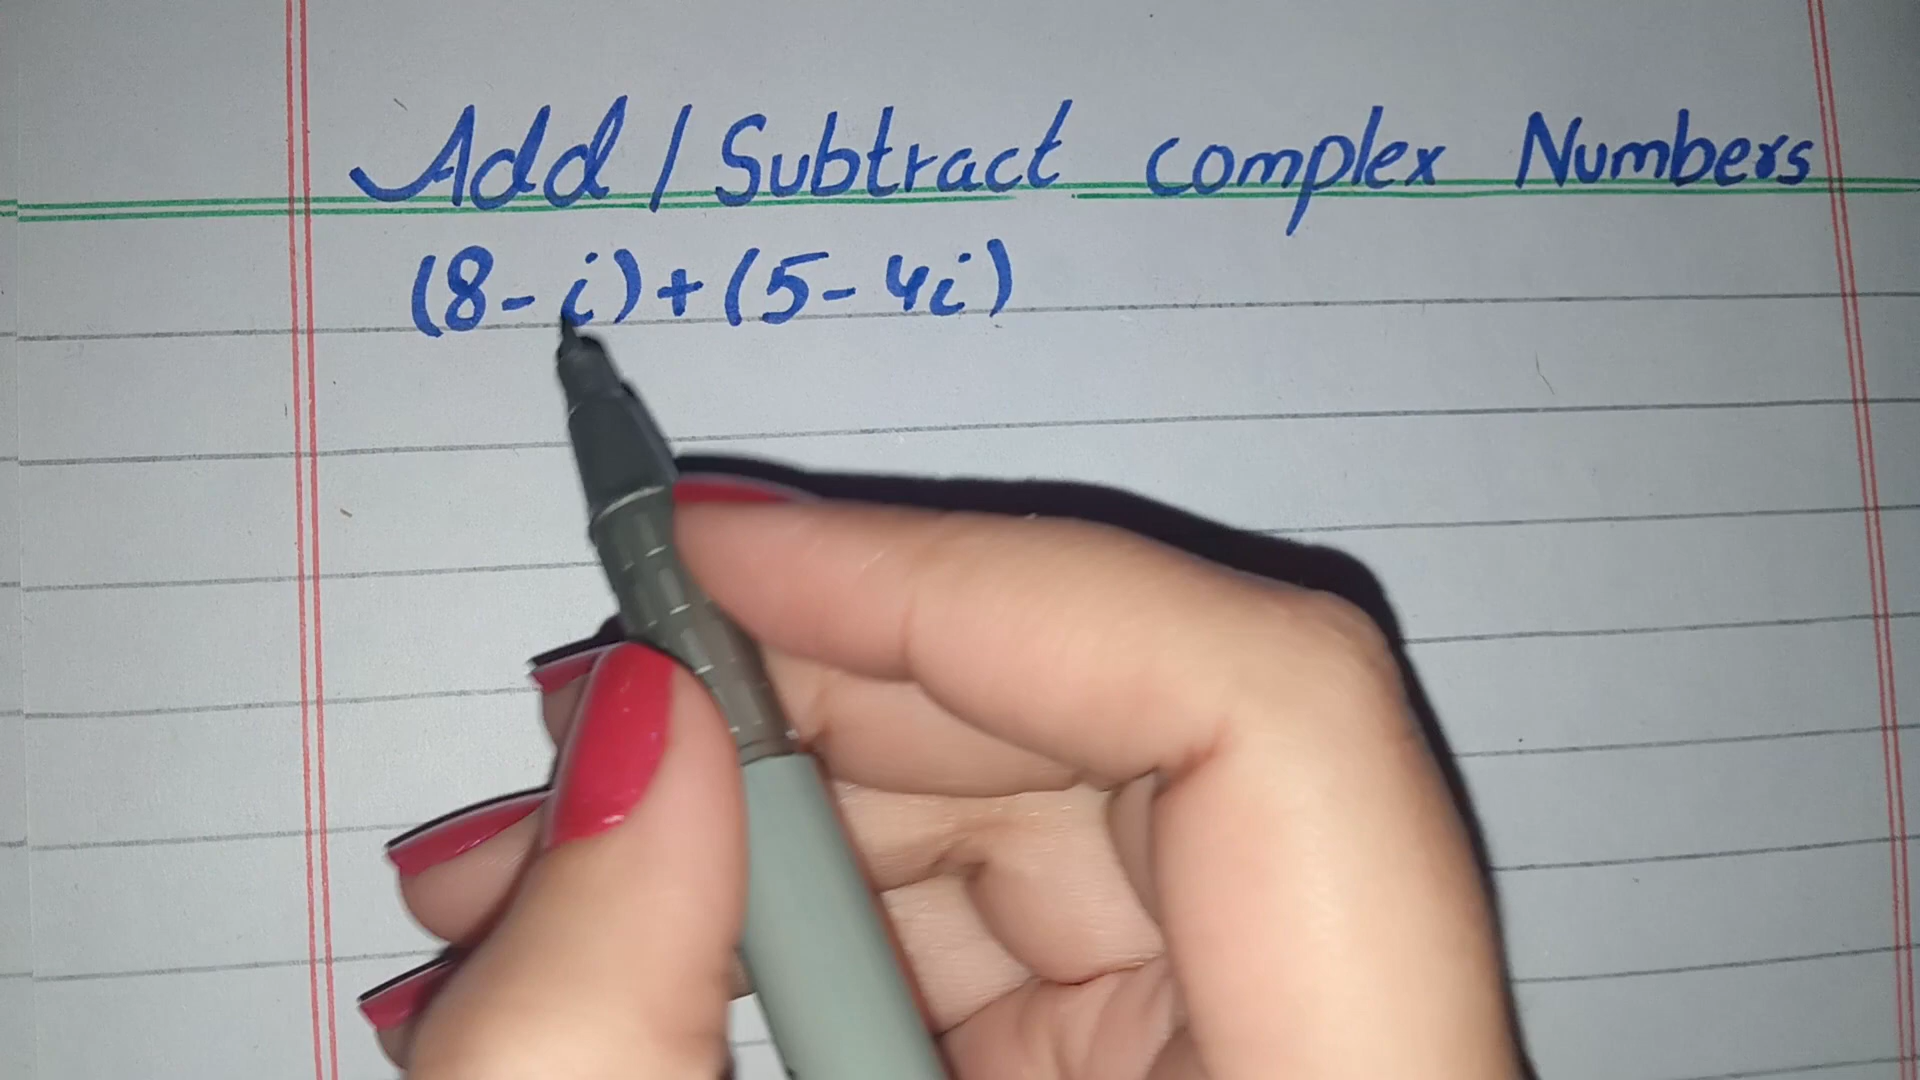 Add / Subtract complex Numbers
(8 - i) + (5 - 4i)